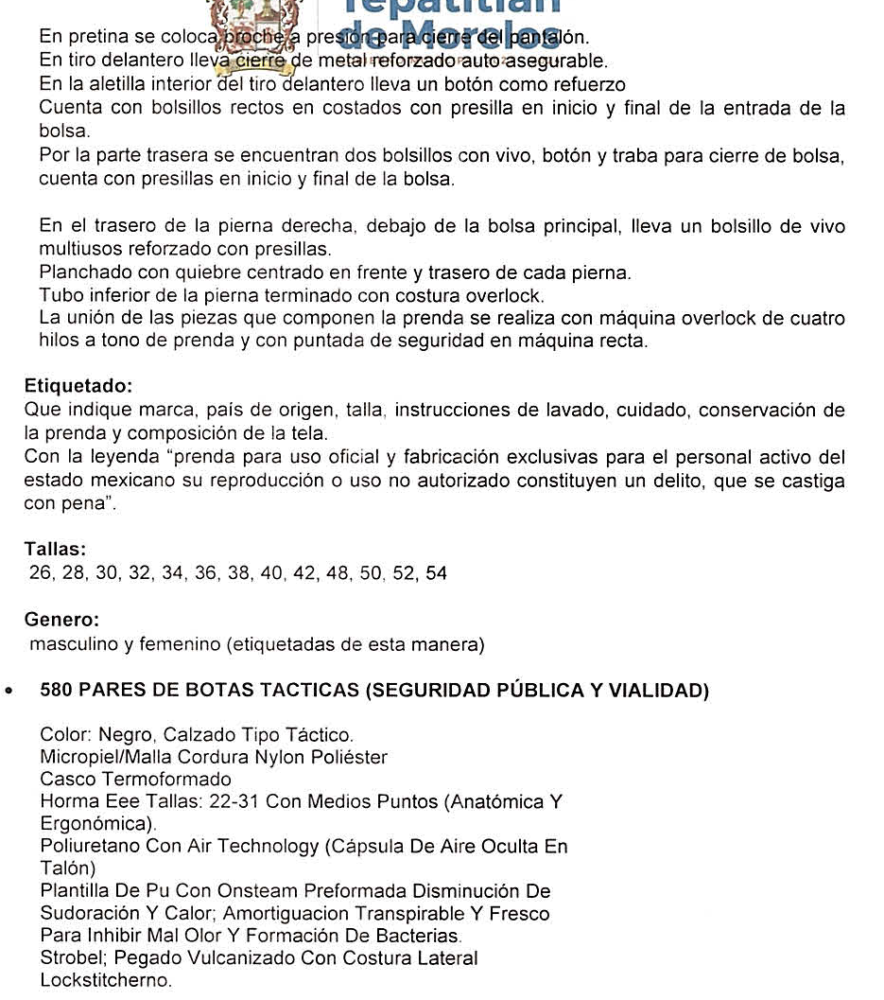 Tepatitlán
de Morelos
En pretina se coloca broche a presión para cierre del pantalón.
En tiro delantero lleva cierre de metal reforzado auto asegurable.
En la aletilla interior del tiro delantero lleva un botón como refuerzo
Cuenta con bolsillos rectos en costados con presilla en inicio y final de la entrada de la
bolsa.
Por la parte trasera se encuentran dos bolsillos con vivo, botón y traba para cierre de bolsa,
cuenta con presillas en inicio y final de la bolsa.
En el trasero de la pierna derecha, debajo de la bolsa principal, lleva un bolsillo de vivo
multiusos reforzado con presillas.
Planchado con quiebre centrado en frente y trasero de cada pierna.
Tubo inferior de la pierna terminado con costura overlock.
La unión de las piezas que componen la prenda se realiza con máquina overlock de cuatro
hilos a tono de prenda y con puntada de seguridad en máquina recta.
Etiquetado:
Que indique marca, país de origen, talla, instrucciones de lavado, cuidado, conservación de
la prenda y composición de la tela.
Con la leyenda “prenda para uso oficial y fabricación exclusivas para el personal activo del
estado mexicano su reproducción o uso no autorizado constituyen un delito, que se castiga
con pena”.
Tallas:
26, 28, 30, 32, 34, 36, 38, 40, 42, 48, 50, 52, 54
Genero:
masculino y femenino (etiquetadas de esta manera)
• 580 PARES DE BOTAS TACTICAS (SEGURIDAD PÚBLICA Y VIALIDAD)
Color: Negro, Calzado Tipo Táctico.
Micropiel/Malla Cordura Nylon Poliéster
Casco Termoformado
Horma Eee Tallas: 22-31 Con Medios Puntos (Anatómica Y
Ergonómica).
Poliuretano Con Air Technology (Cápsula De Aire Oculta En
Talón)
Plantilla De Pu Con Onsteam Preformada Disminución De
Sudoración Y Calor; Amortiguacion Transpirable Y Fresco
Para Inhibir Mal Olor Y Formación De Bacterias.
Strobel; Pegado Vulcanizado Con Costura Lateral
Lockstitcherno.